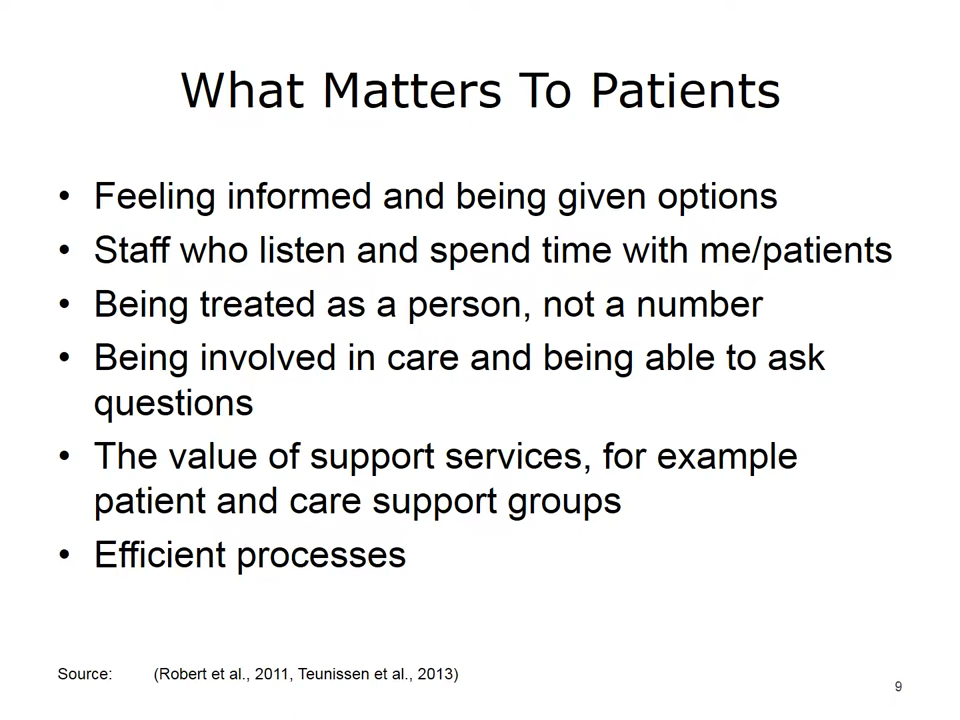 What Matters To Patients
• Feeling informed and being given options
• Staff who listen and spend time with me/patients
• Being treated as a person, not a number
• Being involved in care and being able to ask
questions
• The value of support services, for example
patient and care support groups
• Efficient processes
Source: (Robert et al., 2011, Teunissen et al., 2013)
9